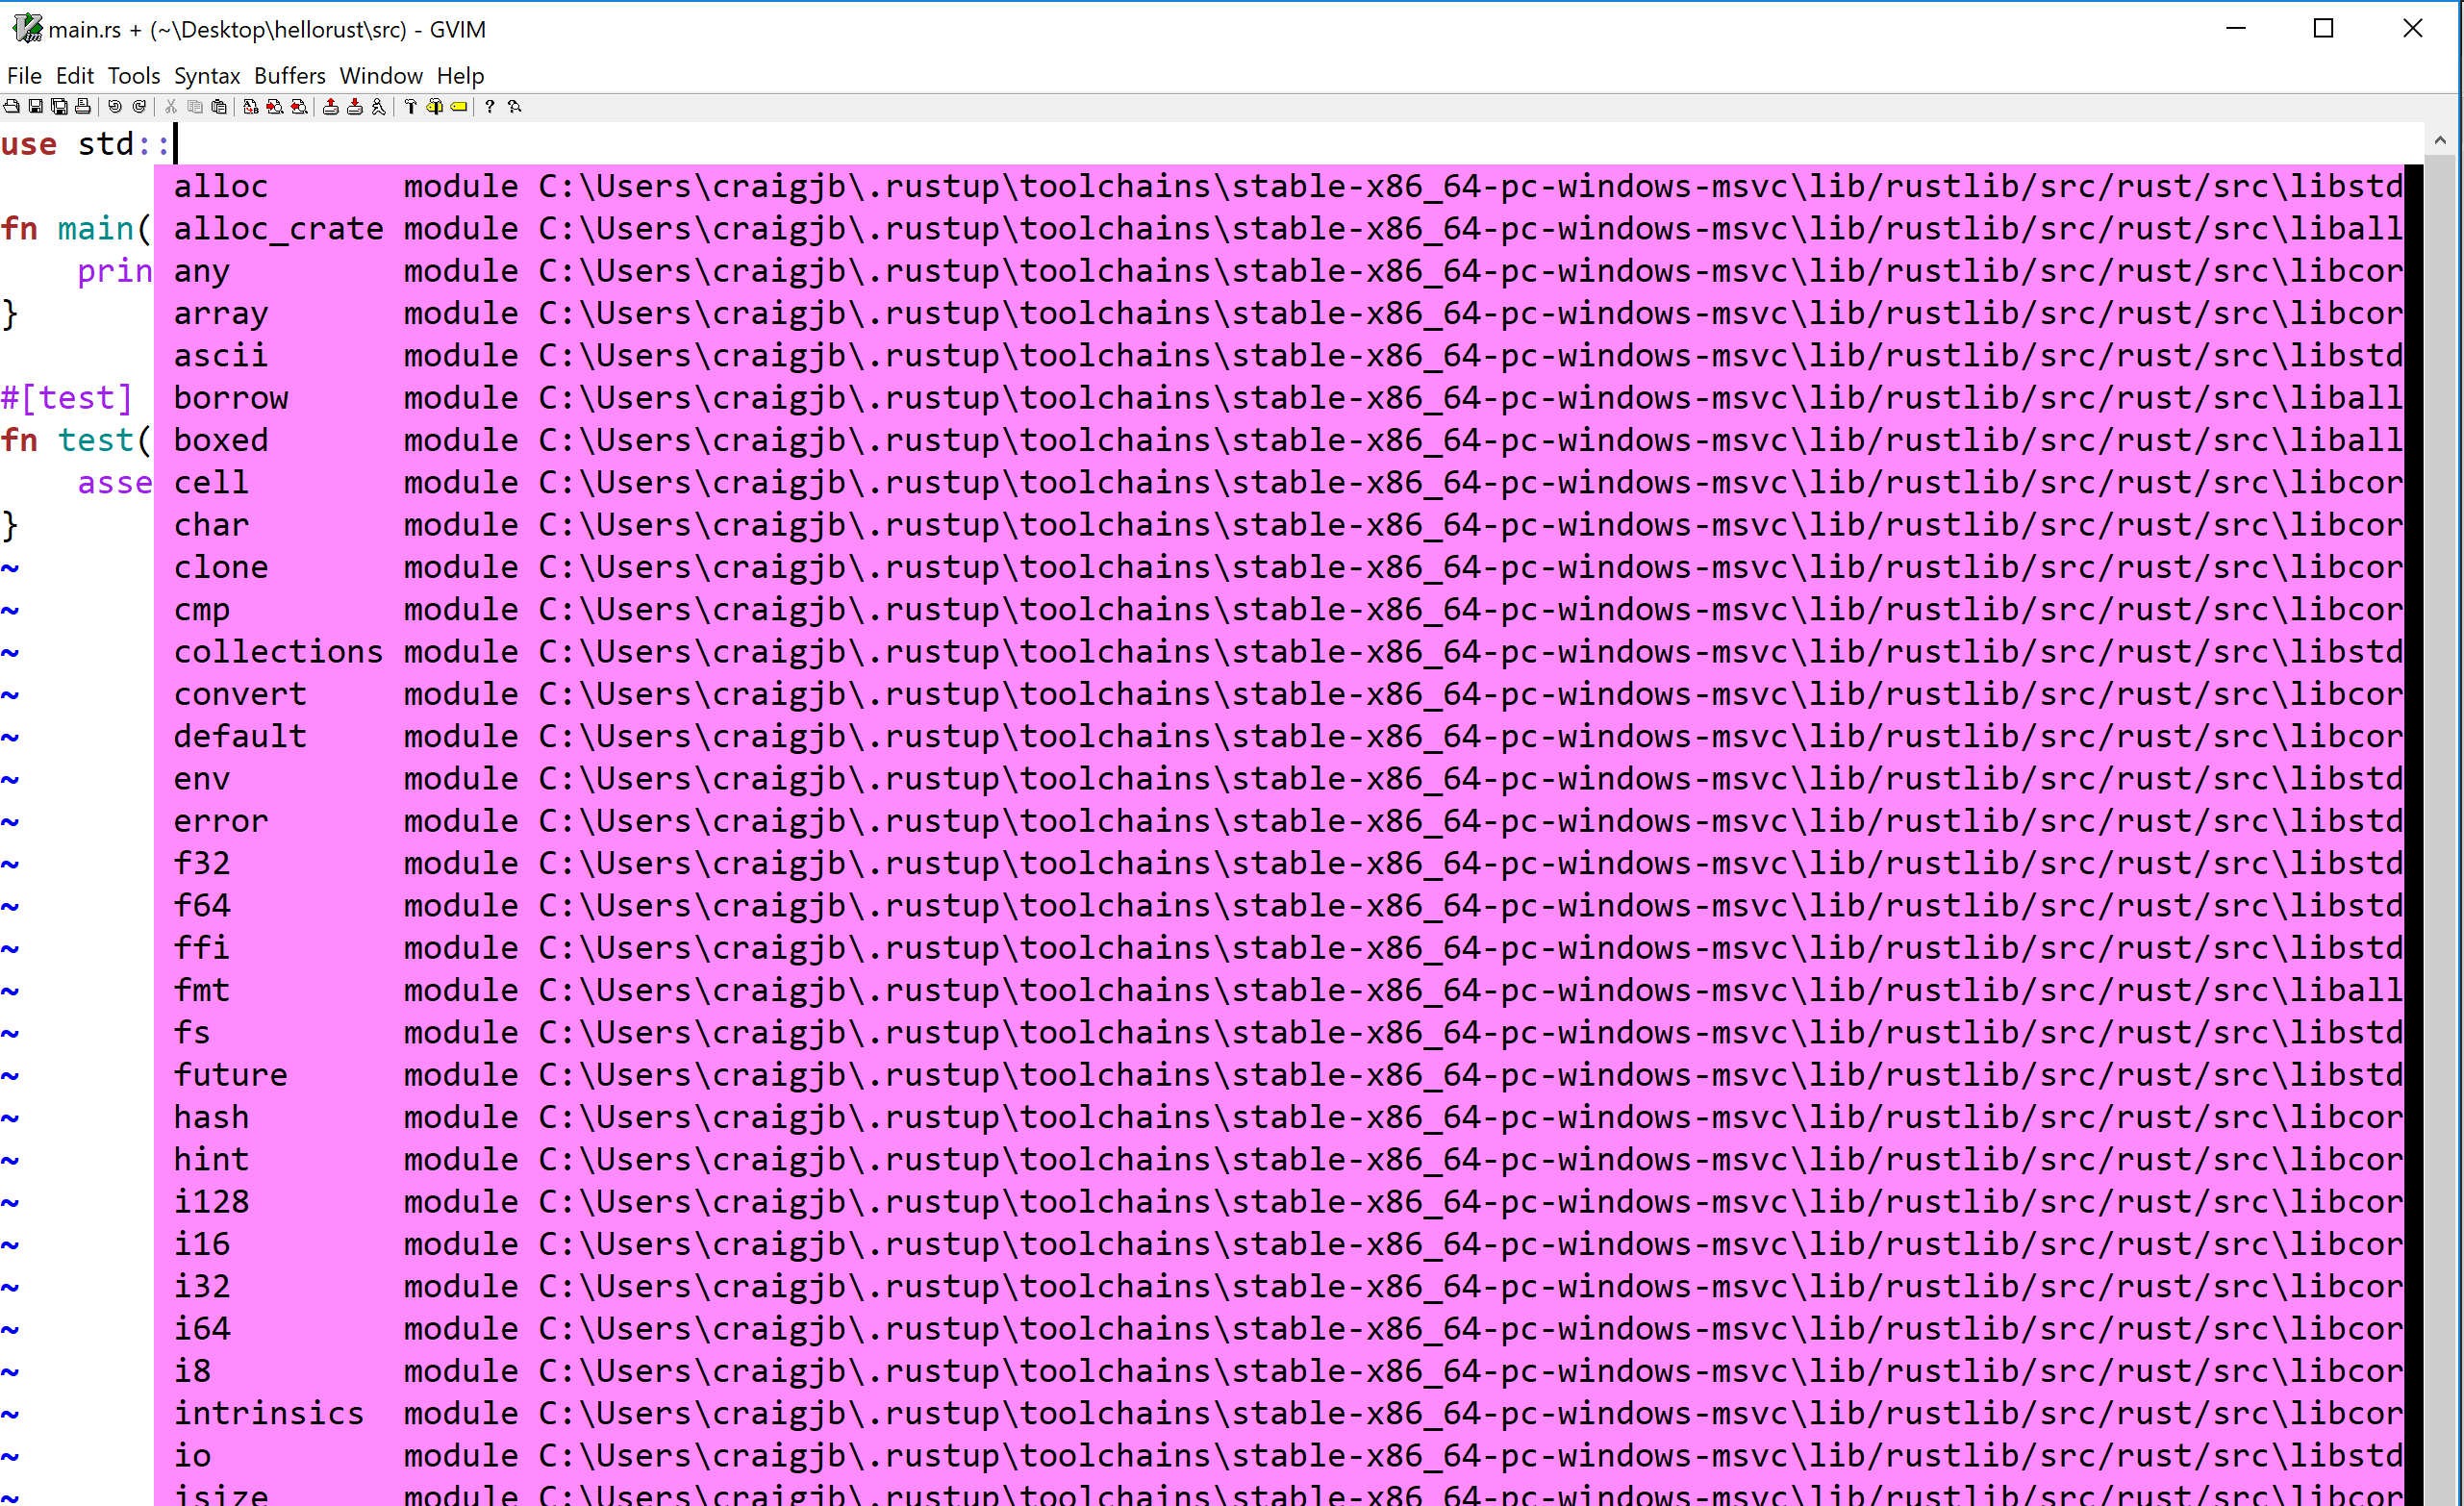 main.rs + (~\Desktop\hellorust\src) - GVIM
File Edit Tools Syntax Buffers Window Help
use std::
alloc module C:\Users\craigjb\.rustup\toolchains\stable-x86_64-pc-windows-msvc\lib/rustlib/src/rust/src\libstd
fn main( alloc_crate module C:\Users\craigjb\.rustup\toolchains\stable-x86_64-pc-windows-msvc\lib/rustlib/src/rust/src\liball
prin any module C:\Users\craigjb\.rustup\toolchains\stable-x86_64-pc-windows-msvc\lib/rustlib/src/rust/src\libcor
} array module C:\Users\craigjb\.rustup\toolchains\stable-x86_64-pc-windows-msvc\lib/rustlib/src/rust/src\libcor
ascii module C:\Users\craigjb\.rustup\toolchains\stable-x86_64-pc-windows-msvc\lib/rustlib/src/rust/src\libstd
#[test] borrow module C:\Users\craigjb\.rustup\toolchains\stable-x86_64-pc-windows-msvc\lib/rustlib/src/rust/src\liball
fn test( boxed module C:\Users\craigjb\.rustup\toolchains\stable-x86_64-pc-windows-msvc\lib/rustlib/src/rust/src\liball
asse cell module C:\Users\craigjb\.rustup\toolchains\stable-x86_64-pc-windows-msvc\lib/rustlib/src/rust/src\libcor
} char module C:\Users\craigjb\.rustup\toolchains\stable-x86_64-pc-windows-msvc\lib/rustlib/src/rust/src\libcor
~ clone module C:\Users\craigjb\.rustup\toolchains\stable-x86_64-pc-windows-msvc\lib/rustlib/src/rust/src\libcor
~ cmp module C:\Users\craigjb\.rustup\toolchains\stable-x86_64-pc-windows-msvc\lib/rustlib/src/rust/src\libcor
~ collections module C:\Users\craigjb\.rustup\toolchains\stable-x86_64-pc-windows-msvc\lib/rustlib/src/rust/src\libstd
~ convert module C:\Users\craigjb\.rustup\toolchains\stable-x86_64-pc-windows-msvc\lib/rustlib/src/rust/src\libcor
~ default module C:\Users\craigjb\.rustup\toolchains\stable-x86_64-pc-windows-msvc\lib/rustlib/src/rust/src\libcor
~ env module C:\Users\craigjb\.rustup\toolchains\stable-x86_64-pc-windows-msvc\lib/rustlib/src/rust/src\libstd
~ error module C:\Users\craigjb\.rustup\toolchains\stable-x86_64-pc-windows-msvc\lib/rustlib/src/rust/src\libstd
~ f32 module C:\Users\craigjb\.rustup\toolchains\stable-x86_64-pc-windows-msvc\lib/rustlib/src/rust/src\libstd
~ f64 module C:\Users\craigjb\.rustup\toolchains\stable-x86_64-pc-windows-msvc\lib/rustlib/src/rust/src\libstd
~ ffi module C:\Users\craigjb\.rustup\toolchains\stable-x86_64-pc-windows-msvc\lib/rustlib/src/rust/src\libstd
~ fmt module C:\Users\craigjb\.rustup\toolchains\stable-x86_64-pc-windows-msvc\lib/rustlib/src/rust/src\liball
~ fs module C:\Users\craigjb\.rustup\toolchains\stable-x86_64-pc-windows-msvc\lib/rustlib/src/rust/src\libstd
~ future module C:\Users\craigjb\.rustup\toolchains\stable-x86_64-pc-windows-msvc\lib/rustlib/src/rust/src\libstd
~ hash module C:\Users\craigjb\.rustup\toolchains\stable-x86_64-pc-windows-msvc\lib/rustlib/src/rust/src\libcor
~ hint module C:\Users\craigjb\.rustup\toolchains\stable-x86_64-pc-windows-msvc\lib/rustlib/src/rust/src\libcor
~ i128 module C:\Users\craigjb\.rustup\toolchains\stable-x86_64-pc-windows-msvc\lib/rustlib/src/rust/src\libcor
~ i16 module C:\Users\craigjb\.rustup\toolchains\stable-x86_64-pc-windows-msvc\lib/rustlib/src/rust/src\libcor
~ i32 module C:\Users\craigjb\.rustup\toolchains\stable-x86_64-pc-windows-msvc\lib/rustlib/src/rust/src\libcor
~ i64 module C:\Users\craigjb\.rustup\toolchains\stable-x86_64-pc-windows-msvc\lib/rustlib/src/rust/src\libcor
~ i8 module C:\Users\craigjb\.rustup\toolchains\stable-x86_64-pc-windows-msvc\lib/rustlib/src/rust/src\libcor
~ intrinsics module C:\Users\craigjb\.rustup\toolchains\stable-x86_64-pc-windows-msvc\lib/rustlib/src/rust/src\libcor
~ io module C:\Users\craigjb\.rustup\toolchains\stable-x86_64-pc-windows-msvc\lib/rustlib/src/rust/src\libstd
~ isize module C:\Users\craigjb\.rustup\toolchains\stable-x86_64-pc-windows-msvc\lib/rustlib/src/rust/src\libcor